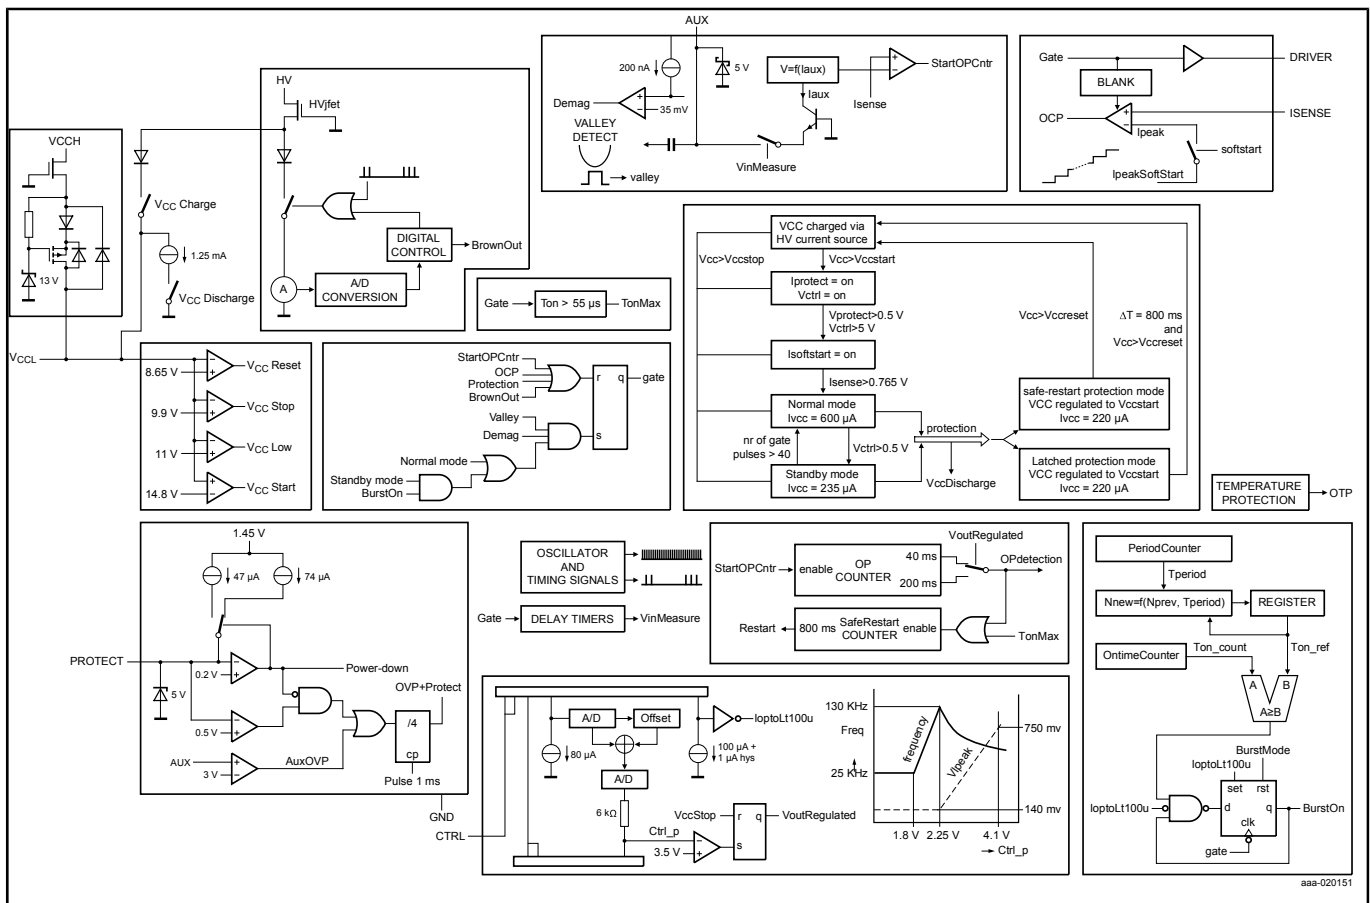 AUX
200 nA
5 V
V=f(Iaux)
StartOPCntr
Iaux
Isense
Demag
35 mV
VALLEY
DETECT
valley
VinMeasure
Gate
DRIVER
BLANK
OCP
ISENSE
Ipeak
softstart
IpeakSoftStart
HV
HVjfet
VCCH
13 V
VCC Charge
1.25 mA
VCC Discharge
DIGITAL
CONTROL
BrownOut
A
A/D
CONVERSION
Gate
Ton > 55 µs
TonMax
VCC charged via
HV current source
Vcc>Vccstop
Vcc>Vccstart
Iprotect = on
Vctrl = on
Vprotect>0.5 V
Vctrl>5 V
Isoftstart = on
Isense>0.765 V
Normal mode
Ivcc = 600 µA
nr of gate
pulses > 40
Vctrl>0.5 V
Standby mode
Ivcc = 235 µA
protection
VccDischarge
Vcc>Vccreset
ΔT = 800 ms
and
Vcc>Vccreset
safe-restart protection mode
VCC regulated to Vccstart
Ivcc = 220 µA
Latched protection mode
VCC regulated to Vccstart
Ivcc = 220 µA
VCCL
8.65 V
VCC Reset
9.9 V
VCC Stop
11 V
VCC Low
14.8 V
VCC Start
StartOPCntr
OCP
Protection
BrownOut
r
q
gate
Valley
Demag
s
Normal mode
Standby mode
BurstOn
TEMPERATURE
PROTECTION
OTP
1.45 V
47 µA
74 µA
PROTECT
5 V
0.2 V
Power-down
OVP+Protect
0.5 V
/4
cp
AUX
3 V
AuxOVP
Pulse 1 ms
GND
OSCILLATOR
AND
TIMING SIGNALS
Gate
DELAY TIMERS
VinMeasure
VoutRegulated
StartOPCntr
enable
OP
COUNTER
40 ms
200 ms
OPdetection
Restart
800 ms
SafeRestart
COUNTER
enable
TonMax
PeriodCounter
Tperiod
Nnew=f(Nprev, Tperiod)
REGISTER
Ton_count
Ton_ref
OntimeCounter
A
B
A≥B
BurstMode
IoptoLt100u
set
rst
IoptoLt100u
d
q
BurstOn
clk
gate
CTRL
A/D
Offset
IoptoLt100u
80 µA
100 µA +
1 µA hys
A/D
6 kΩ
Ctrl_p
3.5 V
VccStop
r
q
s
VoutRegulated
130 KHz
Freq
25 KHz
frequency
VIpeak
750 mv
140 mv
1.8 V
2.25 V
4.1 V
Ctrl_p
aaa-020151